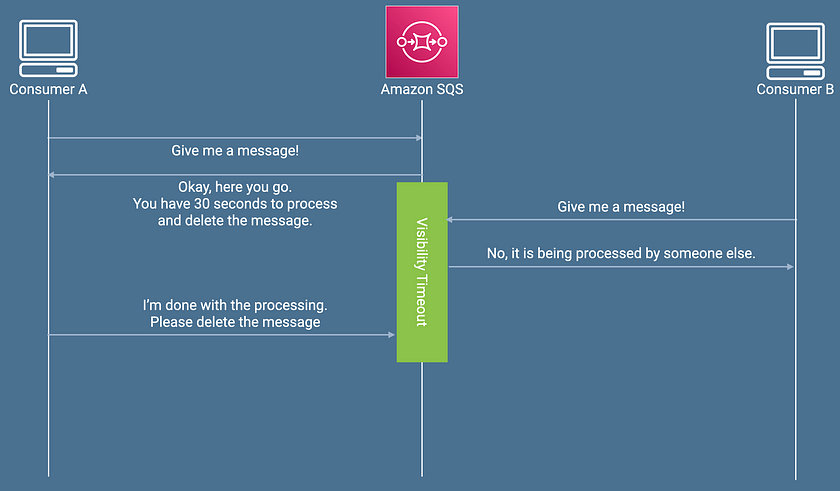 Consumer A
Amazon SQS
Consumer B
Give me a message!
Okay, here you go.
You have 30 seconds to process
and delete the message.
Give me a message!
Visibility Timeout
No, it is being processed by someone else.
I'm done with the processing.
Please delete the message